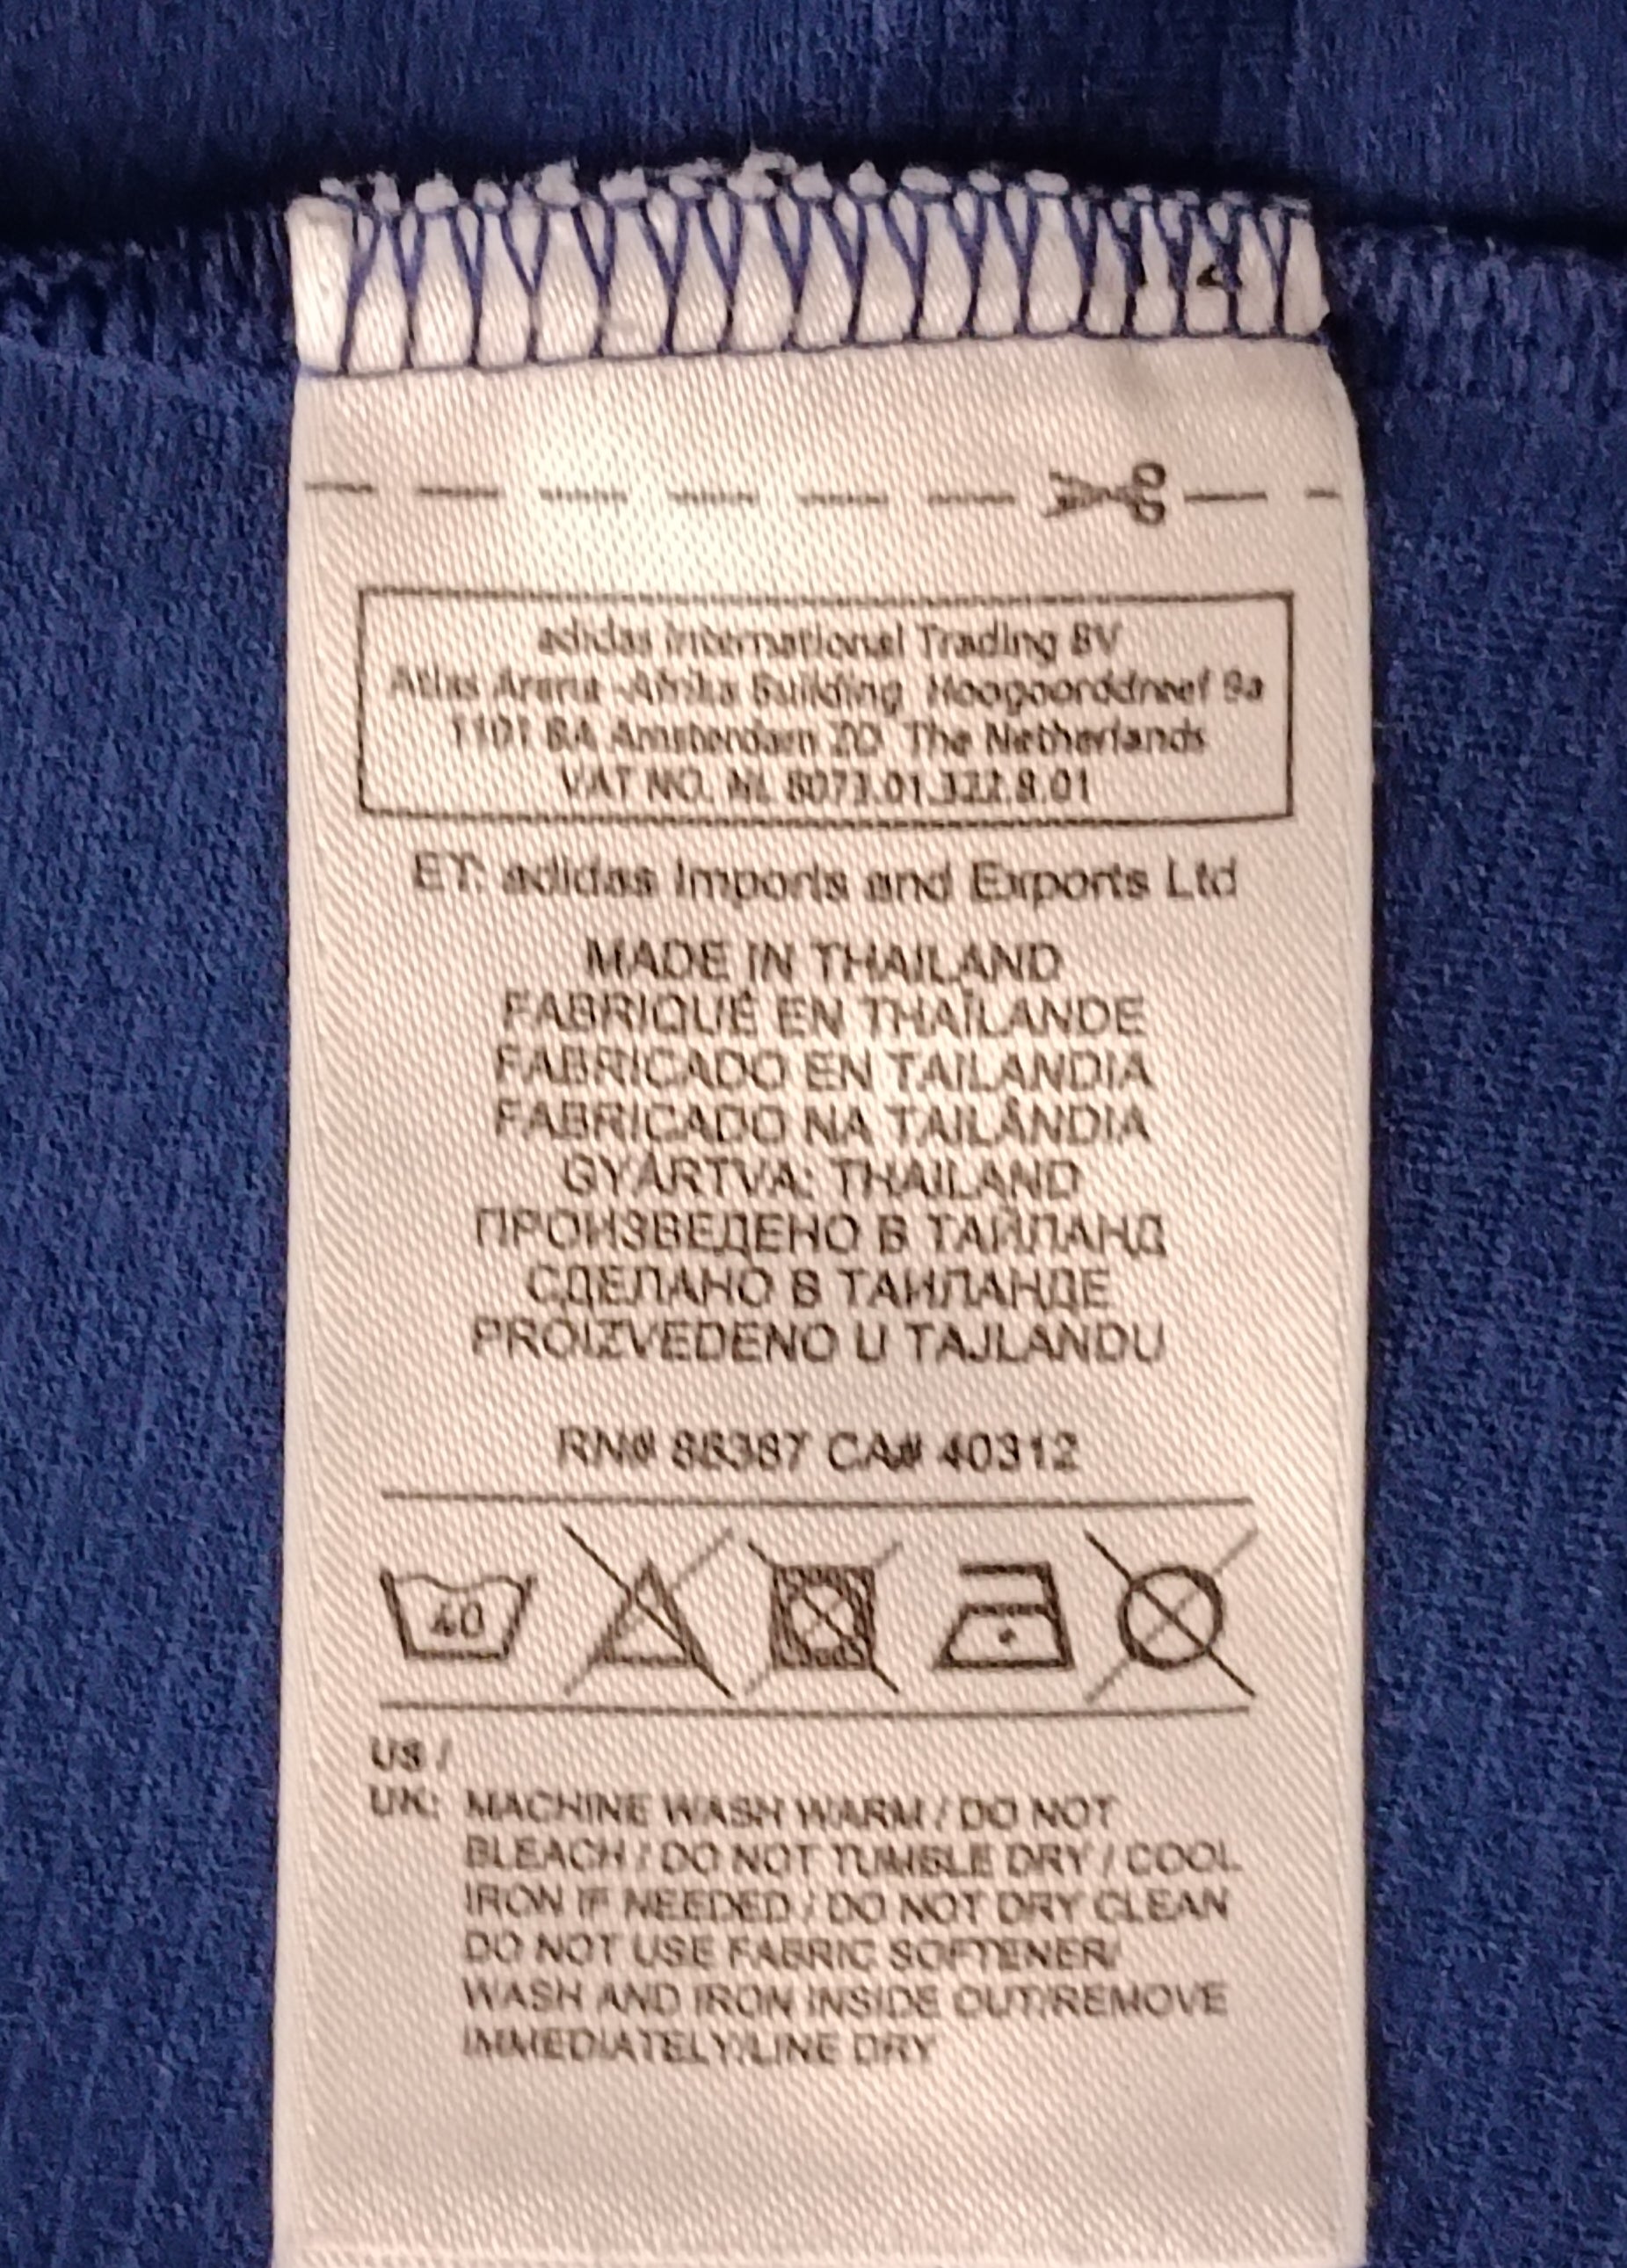 adidas International Trading BV
Atlas Arena -Afrika Building Hoogoorddreef 9a
1101 BA Amsterdam ZO The Netherlands
VAT NO. NL 8073.01.322.B.01
ET: adidas Imports and Exports Ltd
MADE IN THAILAND
FABRIQUÉ EN THAÏLANDE
FABRICADO EN TAILANDIA
FABRICADO NA TAILÂNDIA
GYÁRTVA: THAILAND
ПРОИЗВЕДЕНО В ТАЙЛАНД
СДЕЛАНО В ТАИЛАНДЕ
PROIZVEDENO U TAJLANDU
RN# 88387 CA# 40312
40
US /
UK: MACHINE WASH WARM / DO NOT
BLEACH / DO NOT TUMBLE DRY / COOL
IRON IF NEEDED / DO NOT DRY CLEAN
DO NOT USE FABRIC SOFTENER/
WASH AND IRON INSIDE OUT/REMOVE
IMMEDIATELY/LINE DRY